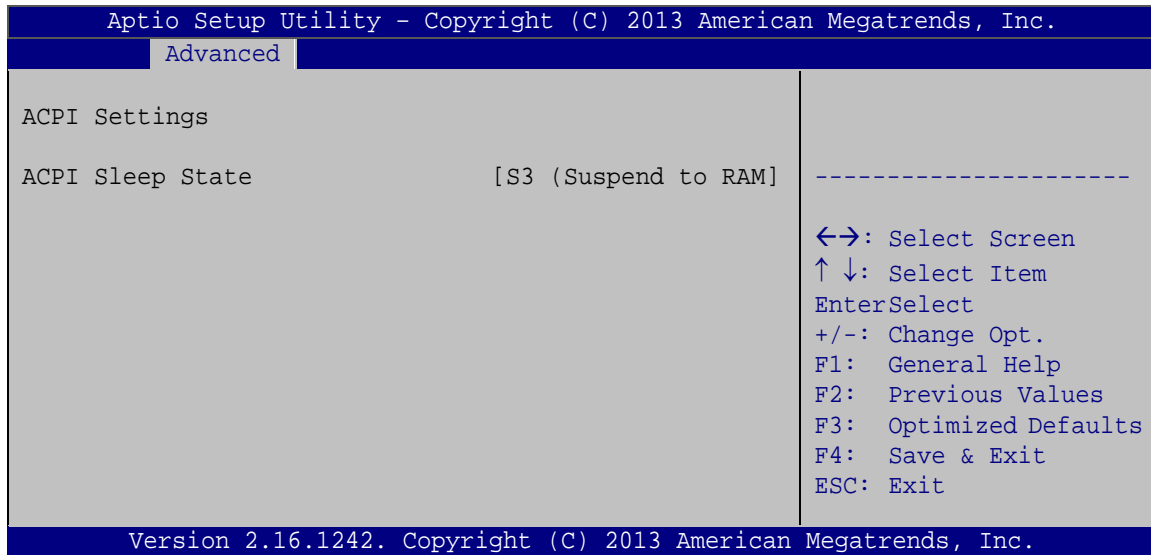 Aptio Setup Utility – Copyright (C) 2013 American Megatrends, Inc.
Advanced
ACPI Settings
ACPI Sleep State [S3 (Suspend to RAM]
----------------------
←→: Select Screen
↑ ↓: Select Item
EnterSelect
+/-: Change Opt.
F1: General Help
F2: Previous Values
F3: Optimized Defaults
F4: Save & Exit
ESC: Exit
Version 2.16.1242. Copyright (C) 2013 American Megatrends, Inc.